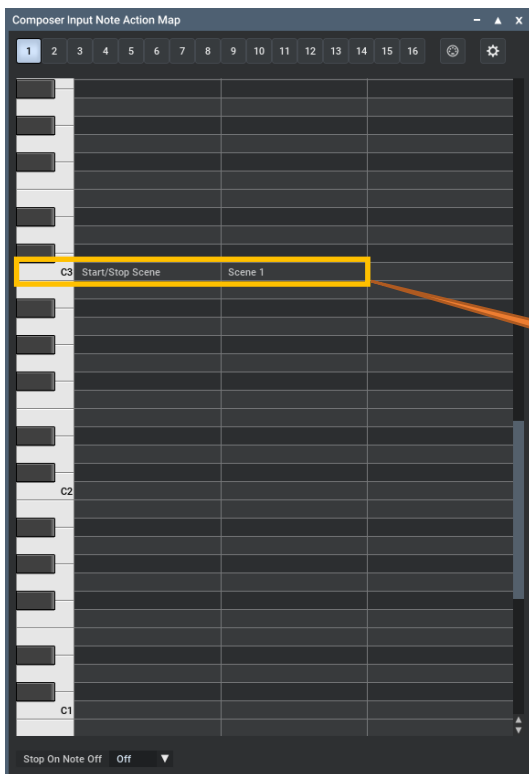 Composer Input Note Action Map
1 2 3 4 5 6 7 8 9 10 11 12 13 14 15 16
C3 Start/Stop Scene Scene 1
C2
C1
Stop On Note Off Off